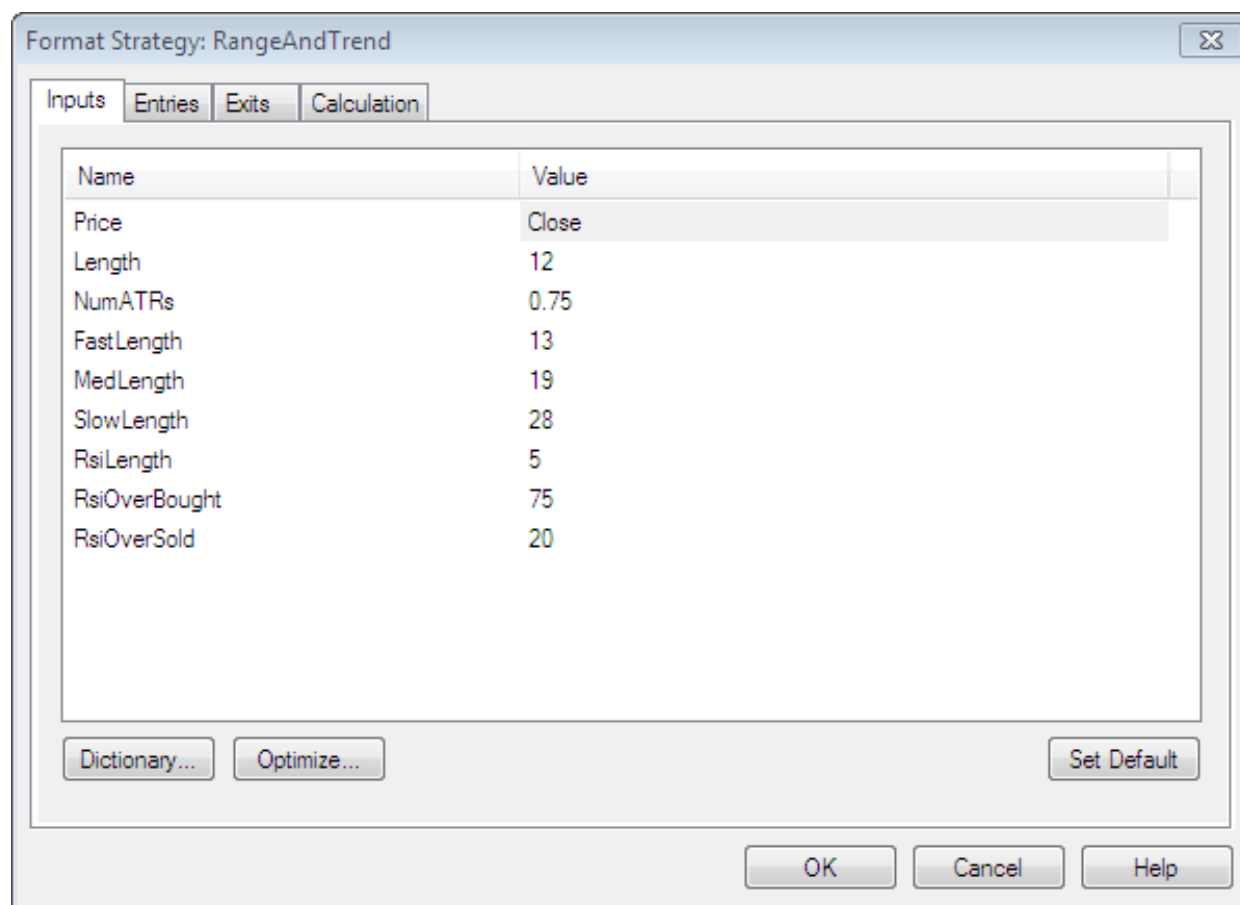 Format Strategy: RangeAndTrend
Inputs Entries Exits Calculation
Name Value
Price Close
Length 12
NumATRs 0.75
FastLength 13
MedLength 19
SlowLength 28
RsiLength 5
RsiOverBought 75
RsiOverSold 20
Dictionary... Optimize... Set Default
OK Cancel Help